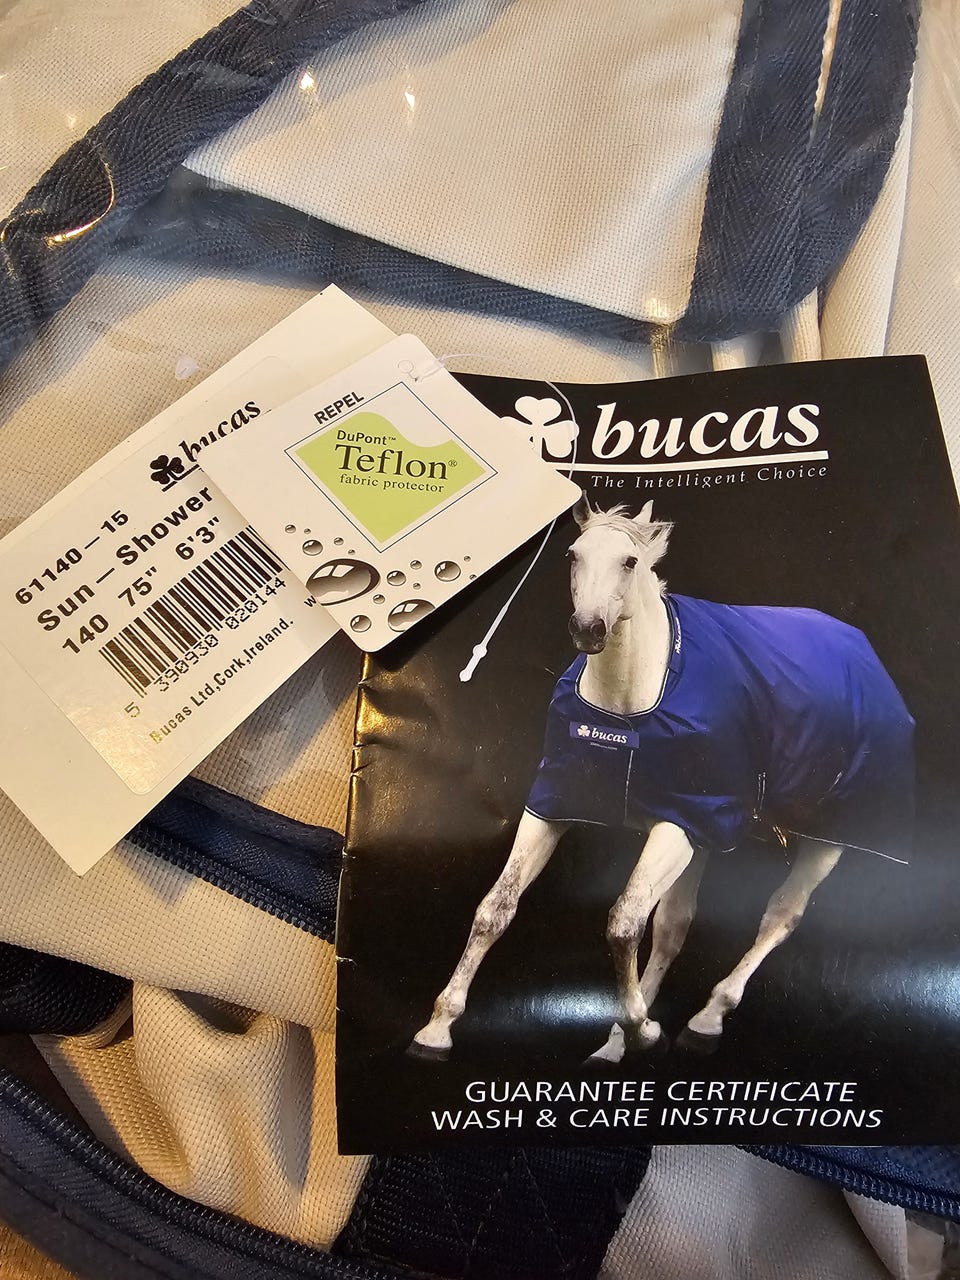 bucas
61140-15
Sun-Shower
140 75" 6'3"
5 390930 020144
Bucas Ltd,Cork,Ireland.
REPEL
DuPont™
Teflon®
fabric protector
bucas
The Intelligent Choice
bucas
GUARANTEE CERTIFICATE
WASH & CARE INSTRUCTIONS